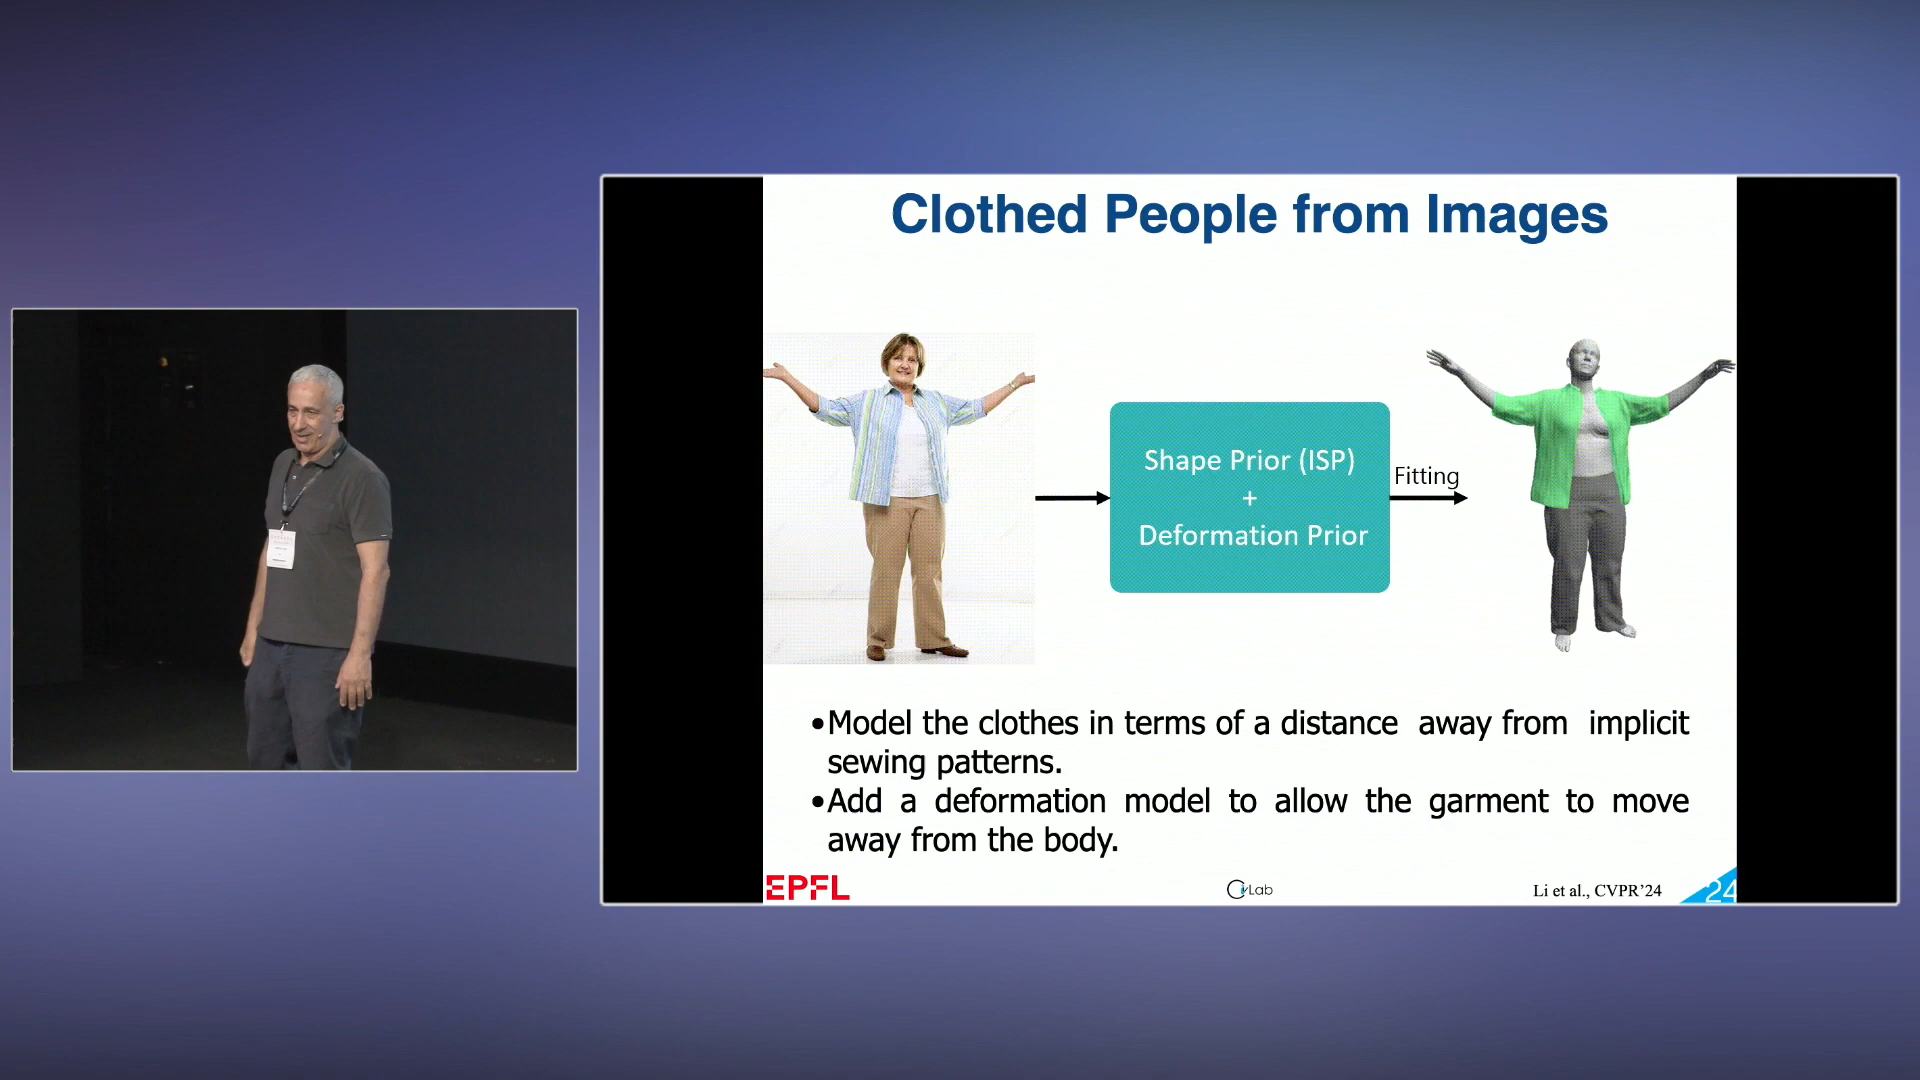 Clothed People from Images
Shape Prior (ISP)
+
Deformation Prior
Fitting
•Model the clothes in terms of a distance away from implicit
sewing patterns.
•Add a deformation model to allow the garment to move
away from the body.
EPFL
CVLab
Li et al., CVPR’24
24